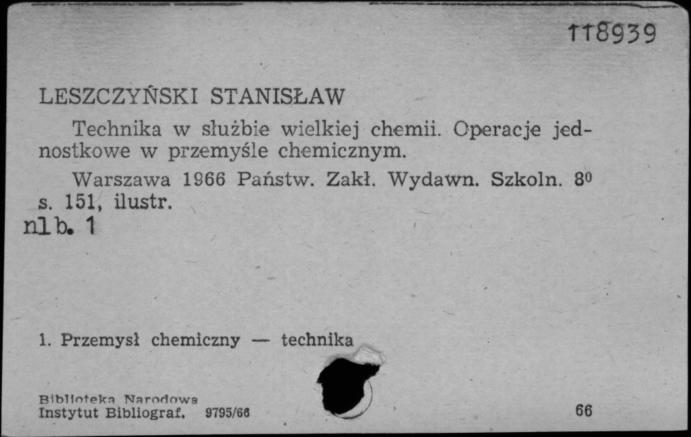 118939
LESZCZYŃSKI STANISŁAW
Technika w służbie wielkiej chemii. Operacje jed-
nostkowe w przemyśle chemicznym.
Warszawa 1966 Państw. Zakł. Wydawn. Szkoln. 8⁰
s. 151, ilustr.
nlb. 1
1. Przemysł chemiczny — technika
Biblioteka Narodowa
Instytut Bibliograf. 9795/66
66